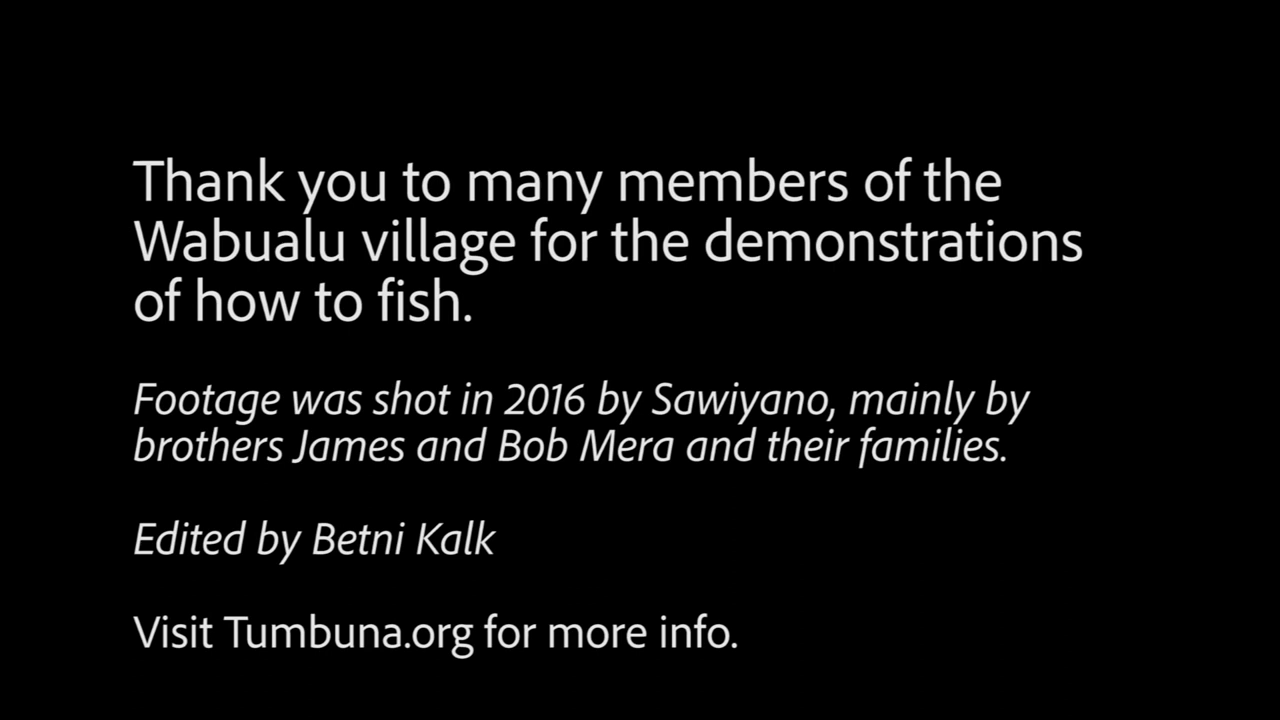 Thank you to many members of the
Wabualu village for the demonstrations
of how to fish.
Footage was shot in 2016 by Sawiyano, mainly by
brothers James and Bob Mera and their families.
Edited by Betni Kalk
Visit Tumbuna.org for more info.